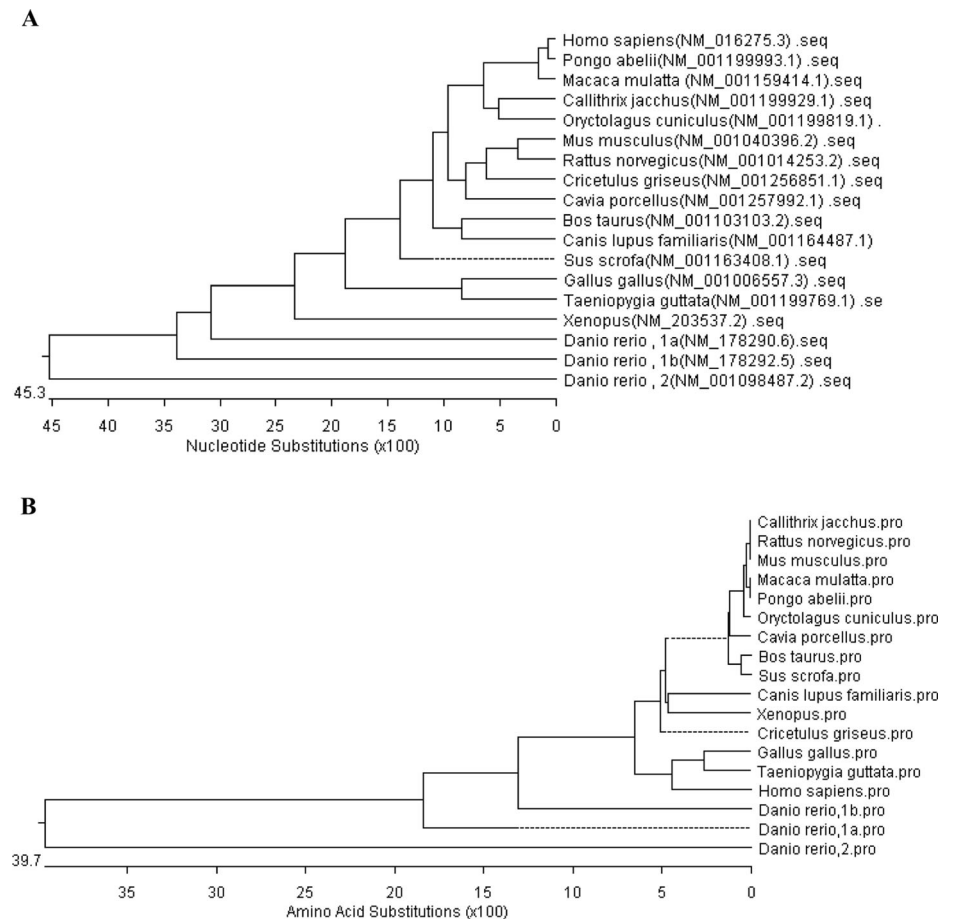 A
Homo sapiens(NM_016275.3) .seq
Pongo abelii(NM_001199993.1) .seq
Macaca mulatta (NM_001159414.1).seq
Callithrix jacchus(NM_001199929.1) .seq
Oryctolagus cuniculus(NM_001199819.1) .
Mus musculus(NM_001040396.2) .seq
Rattus norvegicus(NM_001014253.2) .seq
Cricetulus griseus(NM_001256851.1) .seq
Cavia porcellus(NM_001257992.1) .seq
Bos taurus(NM_001103103.2).seq
Canis lupus familiaris(NM_001164487.1)
Sus scrofa(NM_001163408.1) .seq
Gallus gallus(NM_001006557.3) .seq
Taeniopygia guttata(NM_001199769.1) .se
Xenopus(NM_203537.2) .seq
Danio rerio , 1a(NM_178290.6).seq
Danio rerio , 1b(NM_178292.5) .seq
Danio rerio , 2(NM_001098487.2) .seq
45.3
45 40 35 30 25 20 15 10 5 0
Nucleotide Substitutions (x100)
B
Callithrix jacchus.pro
Rattus norvegicus.pro
Mus musculus.pro
Macaca mulatta.pro
Pongo abelii.pro
Oryctolagus cuniculus.pro
Cavia porcellus.pro
Bos taurus.pro
Sus scrofa.pro
Canis lupus familiaris.pro
Xenopus.pro
Cricetulus griseus.pro
Gallus gallus.pro
Taeniopygia guttata.pro
Homo sapiens.pro
Danio rerio,1b.pro
Danio rerio,1a.pro
Danio rerio,2.pro
39.7
35 30 25 20 15 10 5 0
Amino Acid Substitutions (x100)